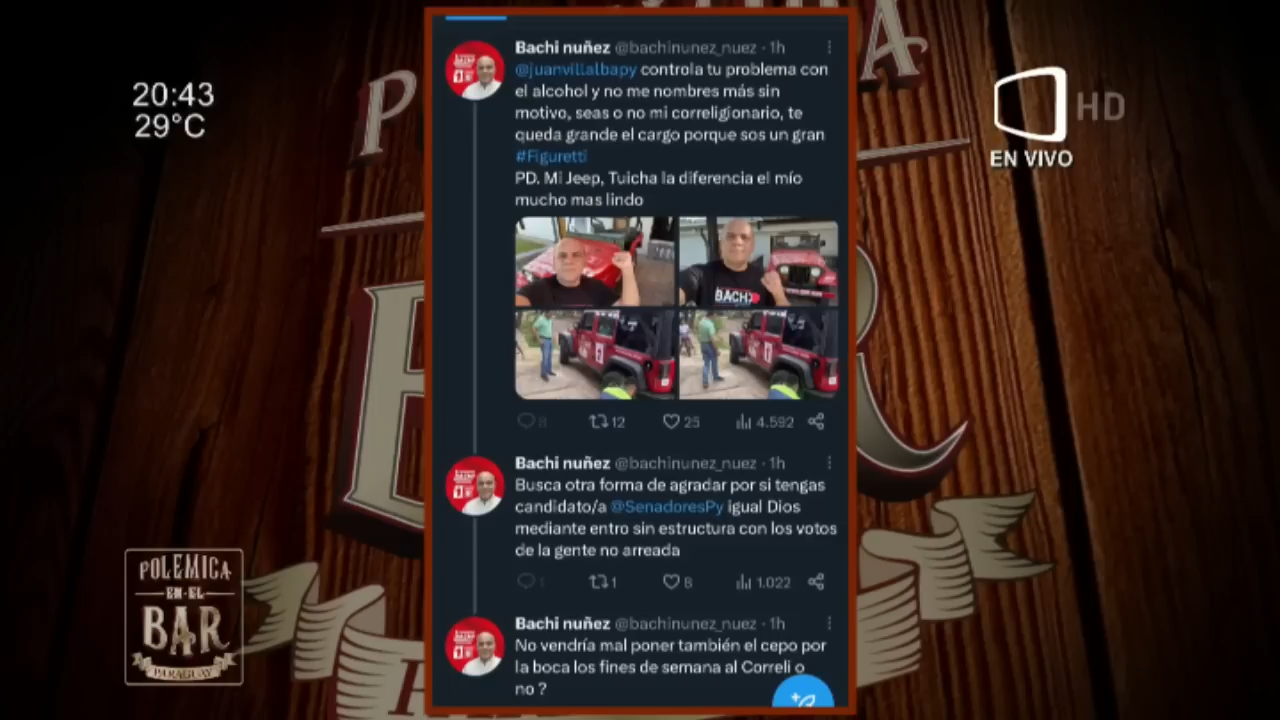 20:43
29°C
HD
EN VIVO
Bachi nuñez @bachinunez_nuez · 1h
@juanvillalbapy controla tu problema con
el alcohol y no me nombres más sin
motivo, seas o no mi correligionario, te
queda grande el cargo porque sos un gran
#Figuretti
PD. Mi Jeep, Tuicha la diferencia el mío
mucho mas lindo
BACHI
8 12 25 4.592
Bachi nuñez @bachinunez_nuez · 1h
Busca otra forma de agradar por si tengas
candidato/a @SenadoresPy igual Dios
mediante entro sin estructura con los votos
de la gente no arreada
1 1 8 1.022
Bachi nuñez @bachinunez_nuez · 1h
No vendría mal poner también el cepo por
la boca los fines de semana al Correli o
no ?
POLEMICA
EN EL
BAR
PARAGUAY